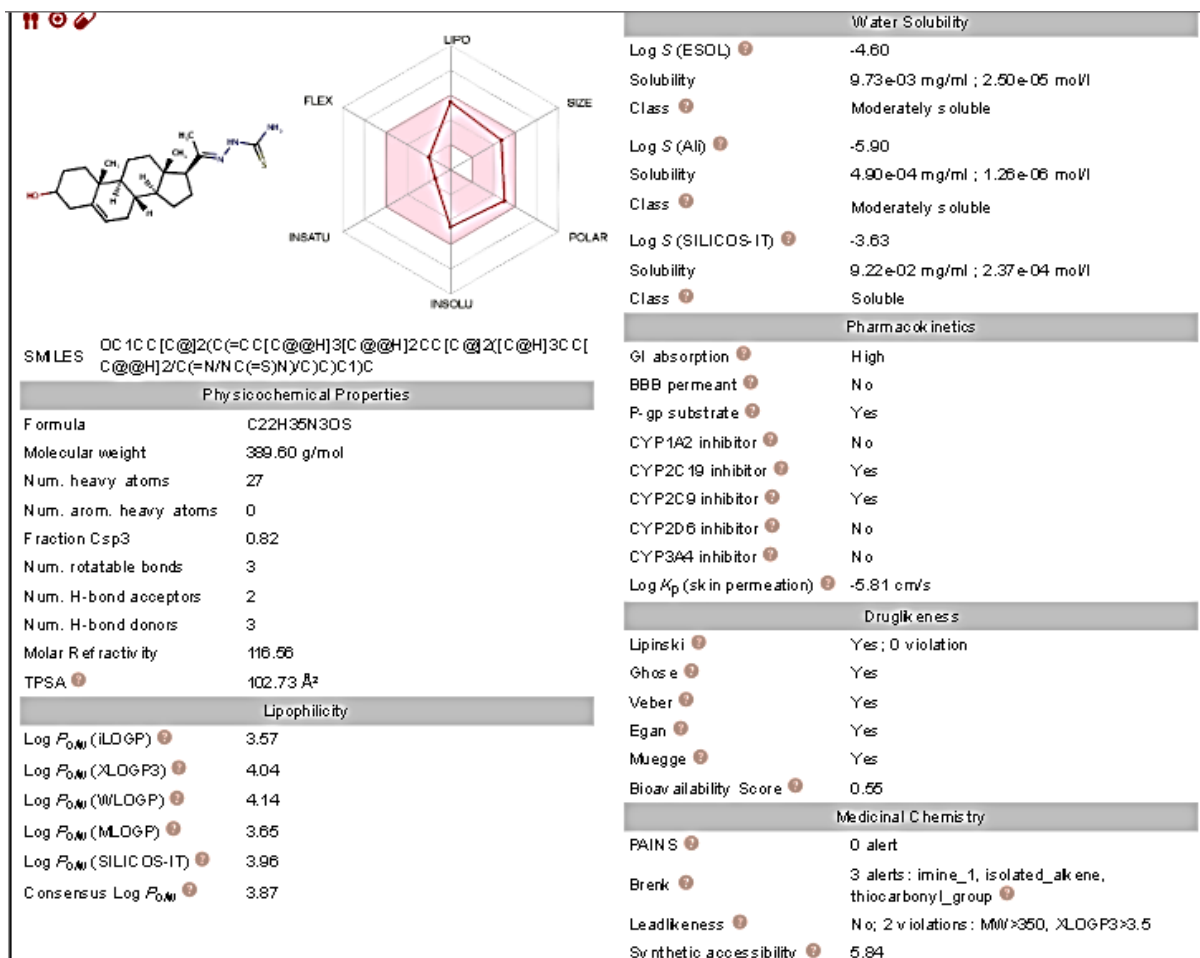 LIPO
FLEX
SIZE
INSATU
POLAR
INSOLU
H₃C
HN
NH₂
CH₃
CH₃
N
S
HO
H
H
H
H
SMILES OC1CC[C@]2(C(=CC[C@@H]3[C@@H]2CC[C@]2([C@H]3CC[
C@@H]2/C(=N/NC(=S)N)/C)C)C1)C
Physicochemical Properties
Formula C22H35N3OS
Molecular weight 389.60 g/mol
Num. heavy atoms 27
Num. arom. heavy atoms 0
Fraction Csp3 0.82
Num. rotatable bonds 3
Num. H-bond acceptors 2
Num. H-bond donors 3
Molar Refractivity 116.56
TPSA ? 102.73 Å²
Lipophilicity
Log Po/w (iLOGP) ? 3.57
Log Po/w (XLOGP3) ? 4.04
Log Po/w (WLOGP) ? 4.14
Log Po/w (MLOGP) ? 3.65
Log Po/w (SILICOS-IT) ? 3.96
Consensus Log Po/w ? 3.87
Water Solubility
Log S (ESOL) ? -4.60
Solubility 9.73e-03 mg/ml ; 2.50e-05 mol/l
Class ? Moderately soluble
Log S (Ali) ? -5.90
Solubility 4.90e-04 mg/ml ; 1.26e-06 mol/l
Class ? Moderately soluble
Log S (SILICOS-IT) ? -3.63
Solubility 9.22e-02 mg/ml ; 2.37e-04 mol/l
Class ? Soluble
Pharmacokinetics
GI absorption ? High
BBB permeant ? No
P-gp substrate ? Yes
CYP1A2 inhibitor ? No
CYP2C19 inhibitor ? Yes
CYP2C9 inhibitor ? Yes
CYP2D6 inhibitor ? No
CYP3A4 inhibitor ? No
Log Kp (skin permeation) ? -5.81 cm/s
Druglikeness
Lipinski ? Yes; 0 violation
Ghose ? Yes
Veber ? Yes
Egan ? Yes
Muegge ? Yes
Bioavailability Score ? 0.55
Medicinal Chemistry
PAINS ? 0 alert
Brenk ? 3 alerts: imine_1, isolated_alkene,
thiocarbonyl_group ?
Leadlikeness ? No; 2 violations: MW>350, XLOGP3>3.5
Synthetic accessibility ? 5.84